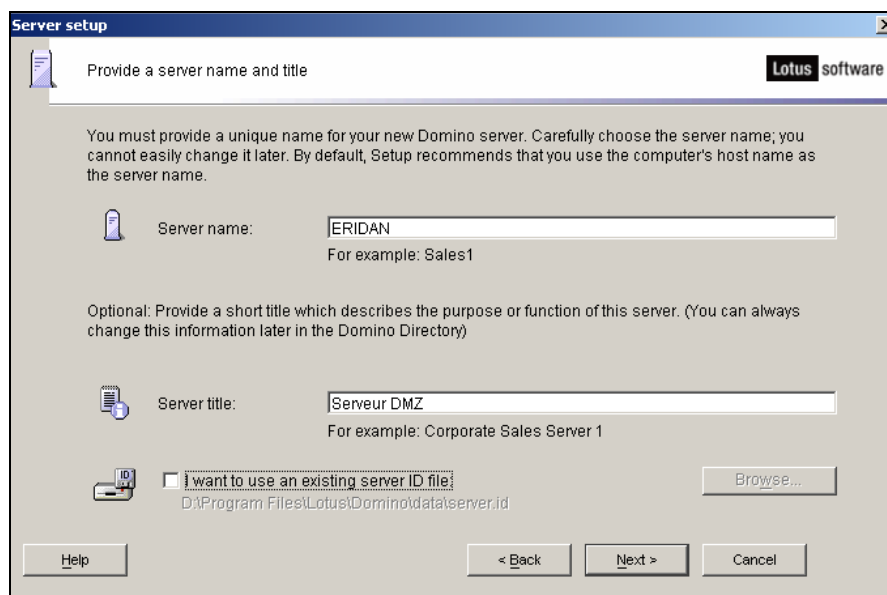 Server setup
Provide a server name and title
Lotus software
You must provide a unique name for your new Domino server. Carefully choose the server name; you
cannot easily change it later. By default, Setup recommends that you use the computer's host name as
the server name.
Server name:
ERIDAN
For example: Sales1
Optional: Provide a short title which describes the purpose or function of this server. (You can always
change this information later in the Domino Directory)
Server title:
Serveur DMZ
For example: Corporate Sales Server 1
I want to use an existing server ID file:
Browse...
D:\Program Files\Lotus\Domino\data\server.id
Help
< Back
Next >
Cancel